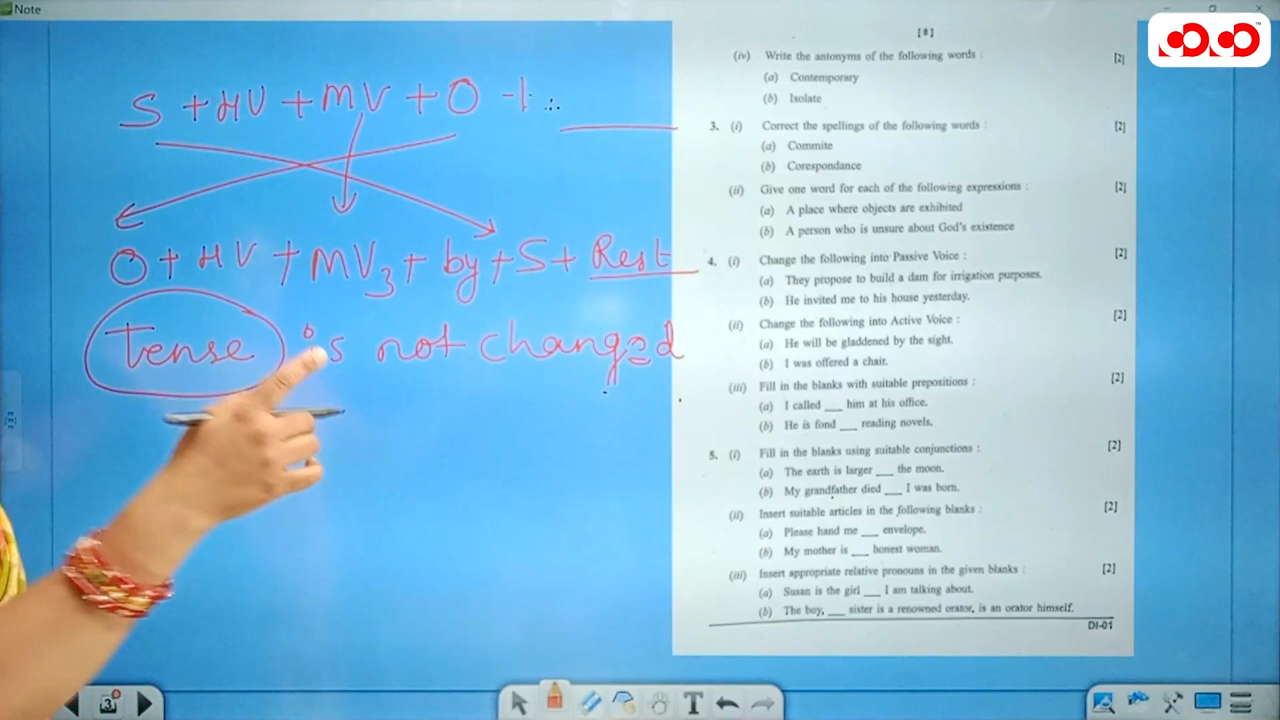 Note
S + HV + MV + O +
O + HV + MV3 + by + S + Rest
Tense is not changed
[8]
(iv) Write the antonyms of the following words : [2]
(a) Contemporary
(b) Isolate
3. (i) Correct the spellings of the following words : [2]
(a) Commite
(b) Corespondance
(ii) Give one word for each of the following expressions : [2]
(a) A place where objects are exhibited
(b) A person who is unsure about God's existence
4. (i) Change the following into Passive Voice : [2]
(a) They propose to build a dam for irrigation purposes.
(b) He invited me to his house yesterday.
(ii) Change the following into Active Voice : [2]
(a) He will be gladdened by the sight.
(b) I was offered a chair.
(iii) Fill in the blanks with suitable prepositions : [2]
(a) I called ___ him at his office.
(b) He is fond ___ reading novels.
5. (i) Fill in the blanks using suitable conjunctions : [2]
(a) The earth is larger ___ the moon.
(b) My grandfather died ___ I was born.
(ii) Insert suitable articles in the following blanks : [2]
(a) Please hand me ___ envelope.
(b) My mother is ___ honest woman.
(iii) Insert appropriate relative pronouns in the given blanks : [2]
(a) Susan is the girl ___ I am talking about.
(b) The boy, ___ sister is a renowned orator, is an orator himself.
DI-01
3
T